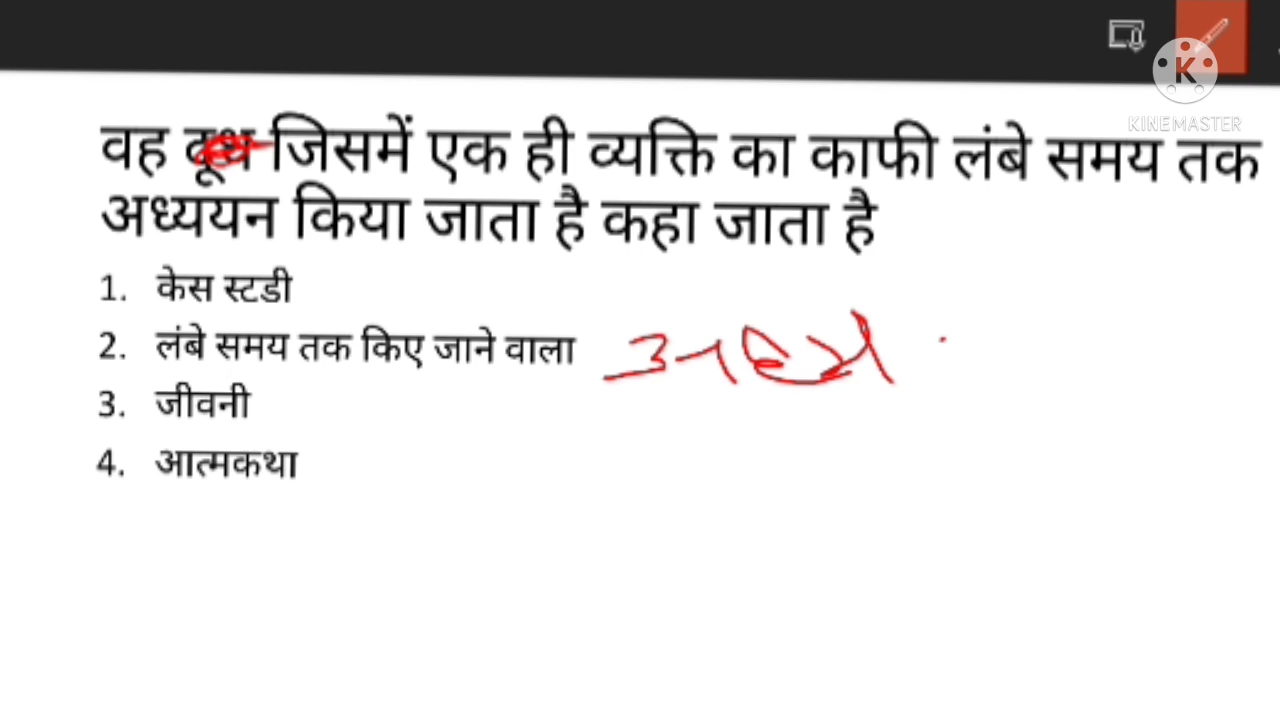 KINEMASTER
वह जिसमें एक ही व्यक्ति का काफी लंबे समय तक
अध्ययन किया जाता है कहा जाता है
1. केस स्टडी
2. लंबे समय तक किए जाने वाला
3. जीवनी
4. आत्मकथा